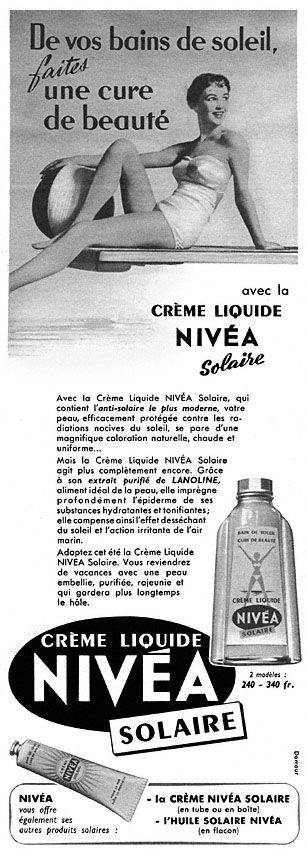 De vos bains de soleil,
faites
une cure
de beauté
avec la
CRÈME LIQUIDE
NIVÉA
Solaire
Avec la Crème Liquide NIVÉA Solaire, qui
contient l'anti-solaire le plus moderne, votre
peau, efficacement protégée contre les ra-
diations nocives du soleil, se pare d'une
magnifique coloration naturelle, chaude et
uniforme...
Mais la Crème Liquide NIVÉA Solaire
agit plus complètement encore. Grâce
à son extrait purifié de LANOLINE,
aliment idéal de la peau, elle imprègne
profondément l'épiderme de ses
substances hydratantes et tonifiantes;
elle compense ainsi l'effet desséchant
du soleil et l'action irritante de l'air
marin.
Adoptez cet été la Crème Liquide
NIVEA Solaire. Vous reviendrez
de vacances avec une peau
embellie, purifiée, rajeunie et
qui gardera plus longtemps
le hâle.
BAIN DE SOLEIL
CURE DE BEAUTÉ
CRÈME LIQUIDE
NIVÉA
SOLAIRE
2 modèles :
240 - 340 fr.
CRÈME LIQUIDE
NIVÉA
SOLAIRE
Damour
NIVÉA
NIVÉA
vous offre
également ses
autres produits solaires :
- la CRÈME NIVÉA SOLAIRE
(en tube ou en boîte)
- l'HUILE SOLAIRE NIVÉA
(en flacon)